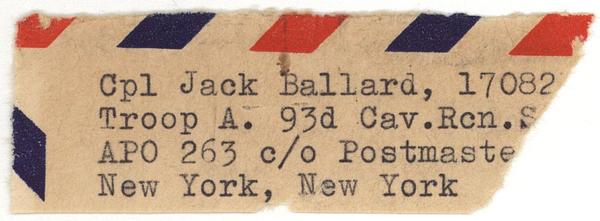 Cpl Jack Ballard, 17082
Troop A. 93d Cav.Rcn.S
APO 263 c/o Postmaste
New York, New York